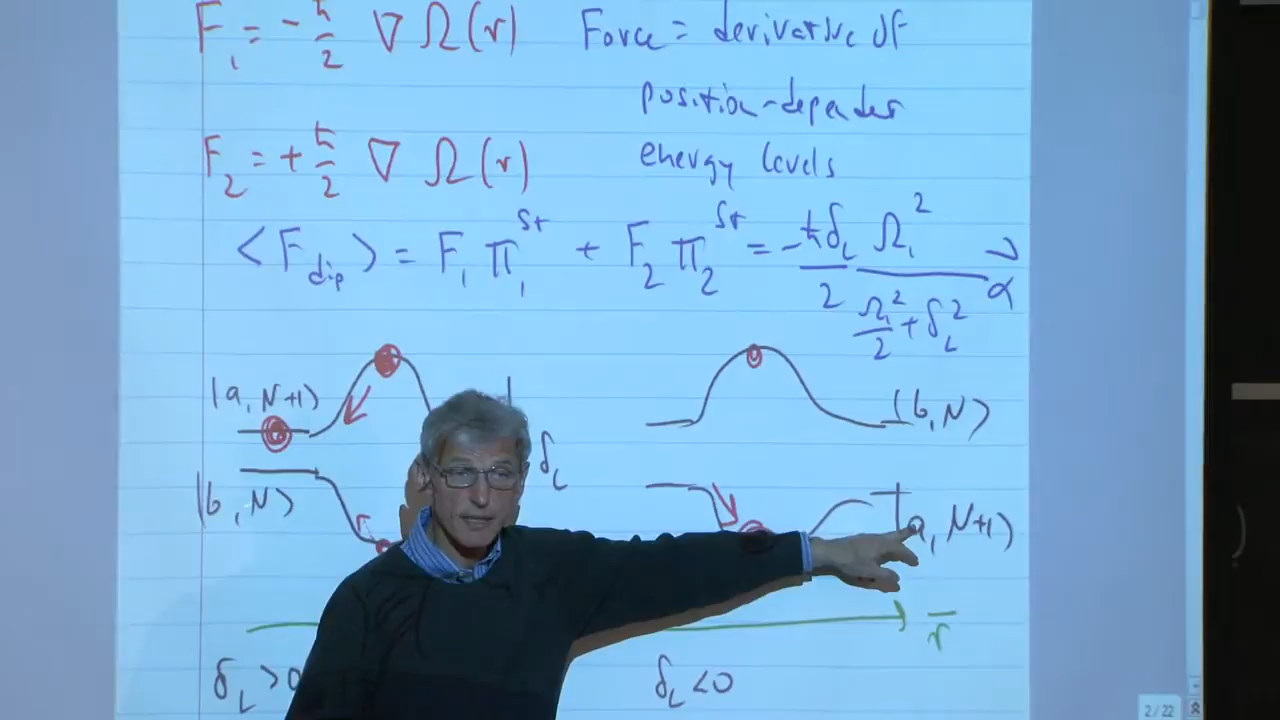 F₁ = -ħ/2 ∇ Ω(r) Force = derivative of
position-dependet
F₂ = +ħ/2 ∇ Ω(r) energy levels
<F_dip> = F₁ Π₁^st + F₂ Π₂^st = -ħδ_L/2 Ω₁²/(Ω₁²/2 + δ_L²) α⃗
|a, N+1⟩ |b, N⟩
δ_L
|b, N⟩ |a, N+1⟩
r
δ_L >0 δ_L <0
2 / 22